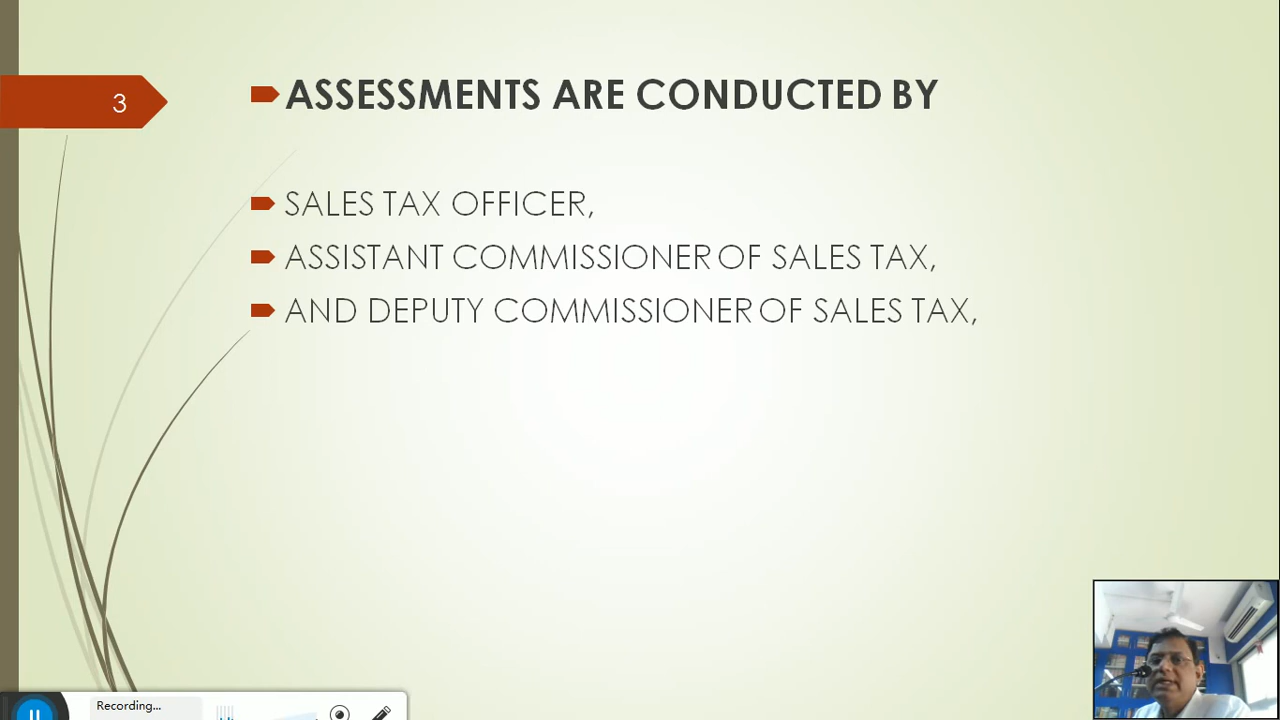 3
ASSESSMENTS ARE CONDUCTED BY
SALES TAX OFFICER,
ASSISTANT COMMISSIONER OF SALES TAX,
AND DEPUTY COMMISSIONER OF SALES TAX,
Recording...